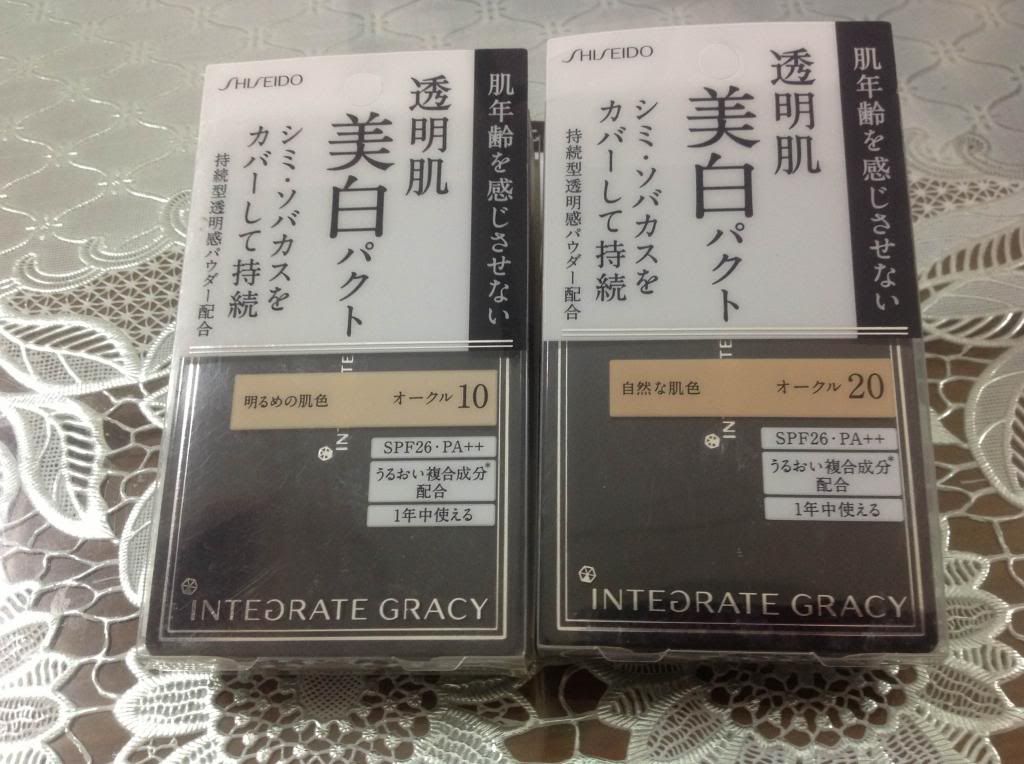 SHISEIDO
肌年齢を感じさせない
透明肌
美白パクト
シミ・ソバカスを
カバーして持続
持続型透明感パウダー配合
明るめの肌色 オークル10
SPF26・PA++
うるおい複合成分*
配合
1年中使える
INTEGRATE GRACY
SHISEIDO
肌年齢を感じさせない
透明肌
美白パクト
シミ・ソバカスを
カバーして持続
持続型透明感パウダー配合
自然な肌色 オークル20
SPF26・PA++
うるおい複合成分*
配合
1年中使える
INTEGRATE GRACY